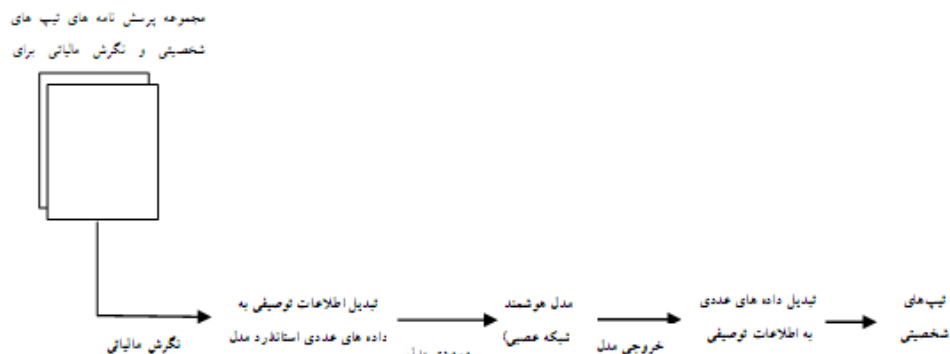 مجموعه پرسش نامه های تیپ های
شخصیتی و نگرش مالیاتی برای
نگرش مالیاتی
تبدیل اطلاعات توصیفی به
داده های عددی استاندرد مدل
مدل هوشمند
شبکه عصبی)
خروجی مدل
تبدیل داده های عددی
به اطلاعات توصیفی
تیپ‌های
شخصیتی